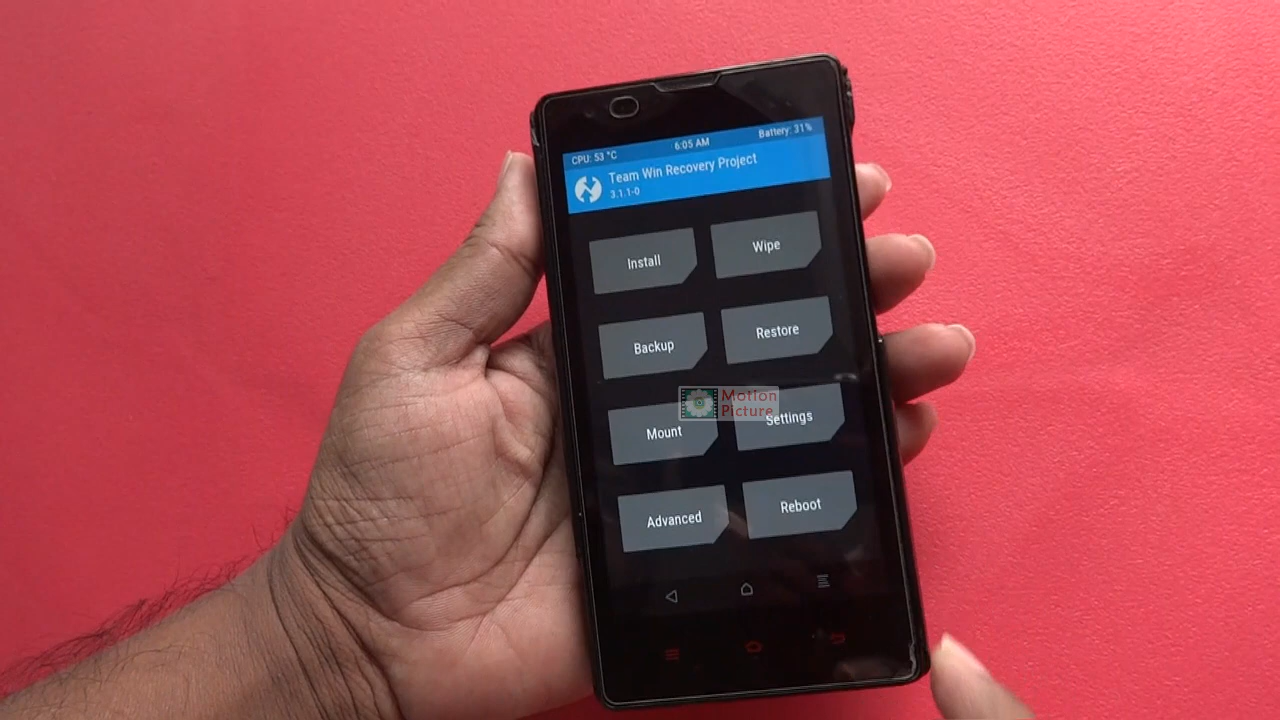 CPU: 53 °C 6:05 AM Battery: 31%
Team Win Recovery Project
3.1.1-0
Install Wipe
Backup Restore
Motion
Picture
Mount Settings
Advanced Reboot